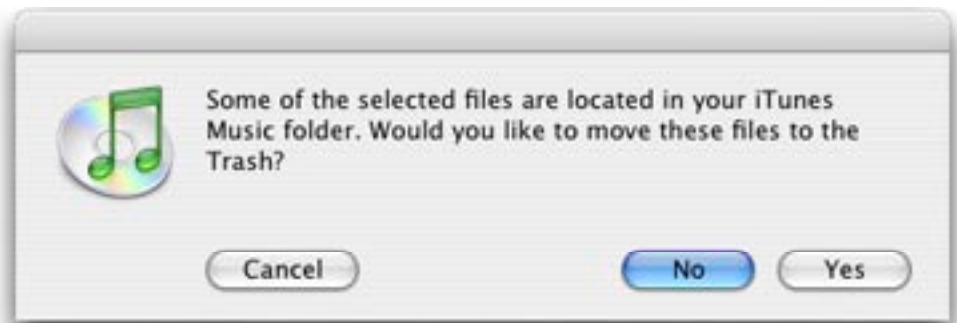 Some of the selected files are located in your iTunes
Music folder. Would you like to move these files to the
Trash?
Cancel
No
Yes